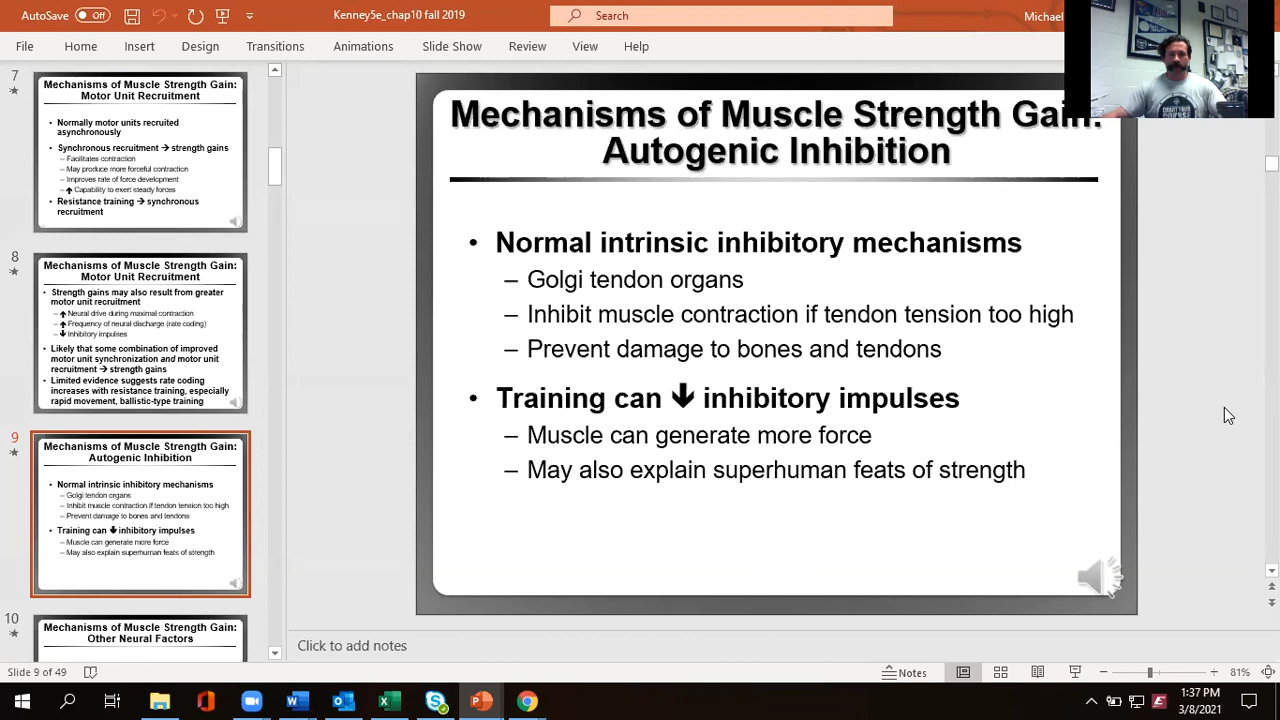 AutoSave
Off
Kenney5e_chap10 fall 2019
Search
Michael
File
Home
Insert
Design
Transitions
Animations
Slide Show
Review
View
Help
7
Mechanisms of Muscle Strength Gain:
Motor Unit Recruitment
• Normally motor units recruited
asynchronously
• Synchronous recruitment → strength gains
– Facilitates contraction
– May produce more forceful contraction
– Improves rate of force development
– ↑ Capability to exert steady forces
• Resistance training → synchronous
recruitment
8
Mechanisms of Muscle Strength Gain:
Motor Unit Recruitment
• Strength gains may also result from greater
motor unit recruitment
– ↑ Neural drive during maximal contraction
– ↑ Frequency of neural discharge (rate coding)
– ↓ Inhibitory impulses
• Likely that some combination of improved
motor unit synchronization and motor unit
recruitment → strength gains
• Limited evidence suggests rate coding
increases with resistance training, especially
rapid movement, ballistic-type training
9
Mechanisms of Muscle Strength Gain:
Autogenic Inhibition
• Normal intrinsic inhibitory mechanisms
– Golgi tendon organs
– Inhibit muscle contraction if tendon tension too high
– Prevent damage to bones and tendons
• Training can ↓ inhibitory impulses
– Muscle can generate more force
– May also explain superhuman feats of strength
10
Mechanisms of Muscle Strength Gain:
Other Neural Factors
Mechanisms of Muscle Strength Gain:
Autogenic Inhibition
• Normal intrinsic inhibitory mechanisms
– Golgi tendon organs
– Inhibit muscle contraction if tendon tension too high
– Prevent damage to bones and tendons
• Training can ↓ inhibitory impulses
– Muscle can generate more force
– May also explain superhuman feats of strength
Click to add notes
Slide 9 of 49
Notes
81%
1:37 PM
3/8/2021